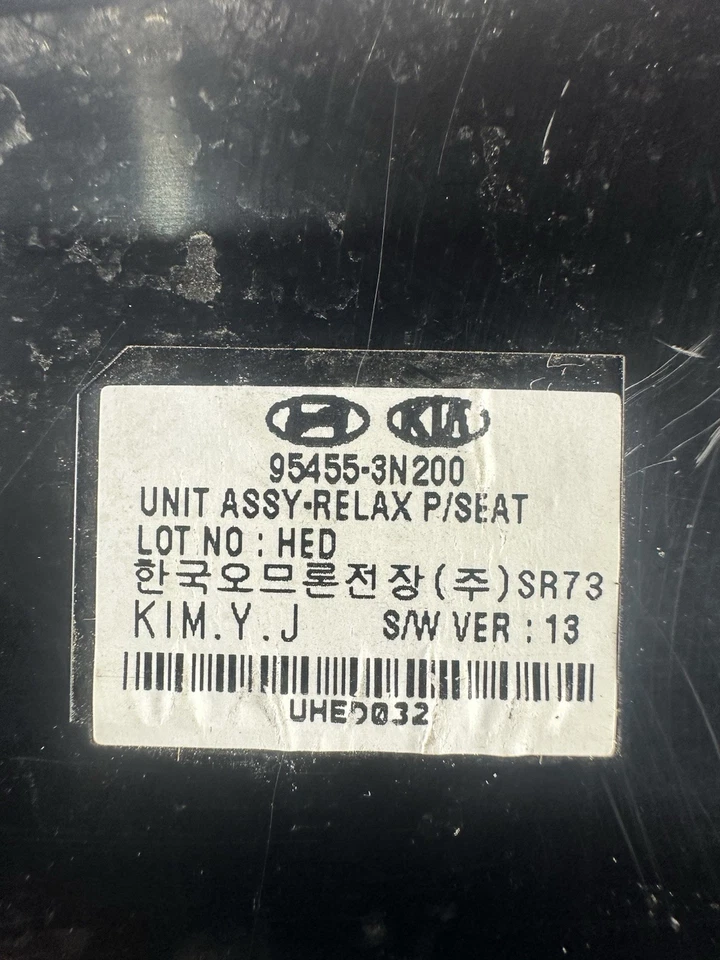 KIA
95455-3N200
UNIT ASSY-RELAX P/SEAT
LOT NO : HED
한국오므론전장(주)SR73
KIM.Y.J S/W VER : 13
UHED032